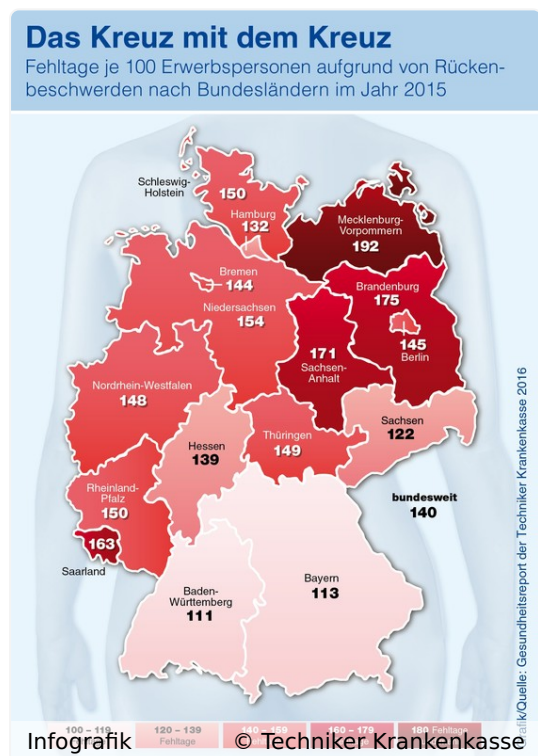 Das Kreuz mit dem Kreuz
Fehltage je 100 Erwerbspersonen aufgrund von Rücken-
beschwerden nach Bundesländern im Jahr 2015
Schleswig-
Holstein
150
Hamburg
132
Mecklenburg-
Vorpommern
192
Bremen
144
Niedersachsen
154
Brandenburg
175
145
Berlin
171
Sachsen-
Anhalt
Nordrhein-Westfalen
148
Hessen
139
Thüringen
149
Sachsen
122
Rheinland-
Pfalz
150
163
Saarland
bundesweit
140
Baden-
Württemberg
111
Bayern
113
100 – 119
120 – 139
Fehltage
140 – 159
160 – 179
180 Fehltage
Grafik/Quelle: Gesundheitsreport der Techniker Krankenkasse 2016
Infografik
© Techniker Krankenkasse